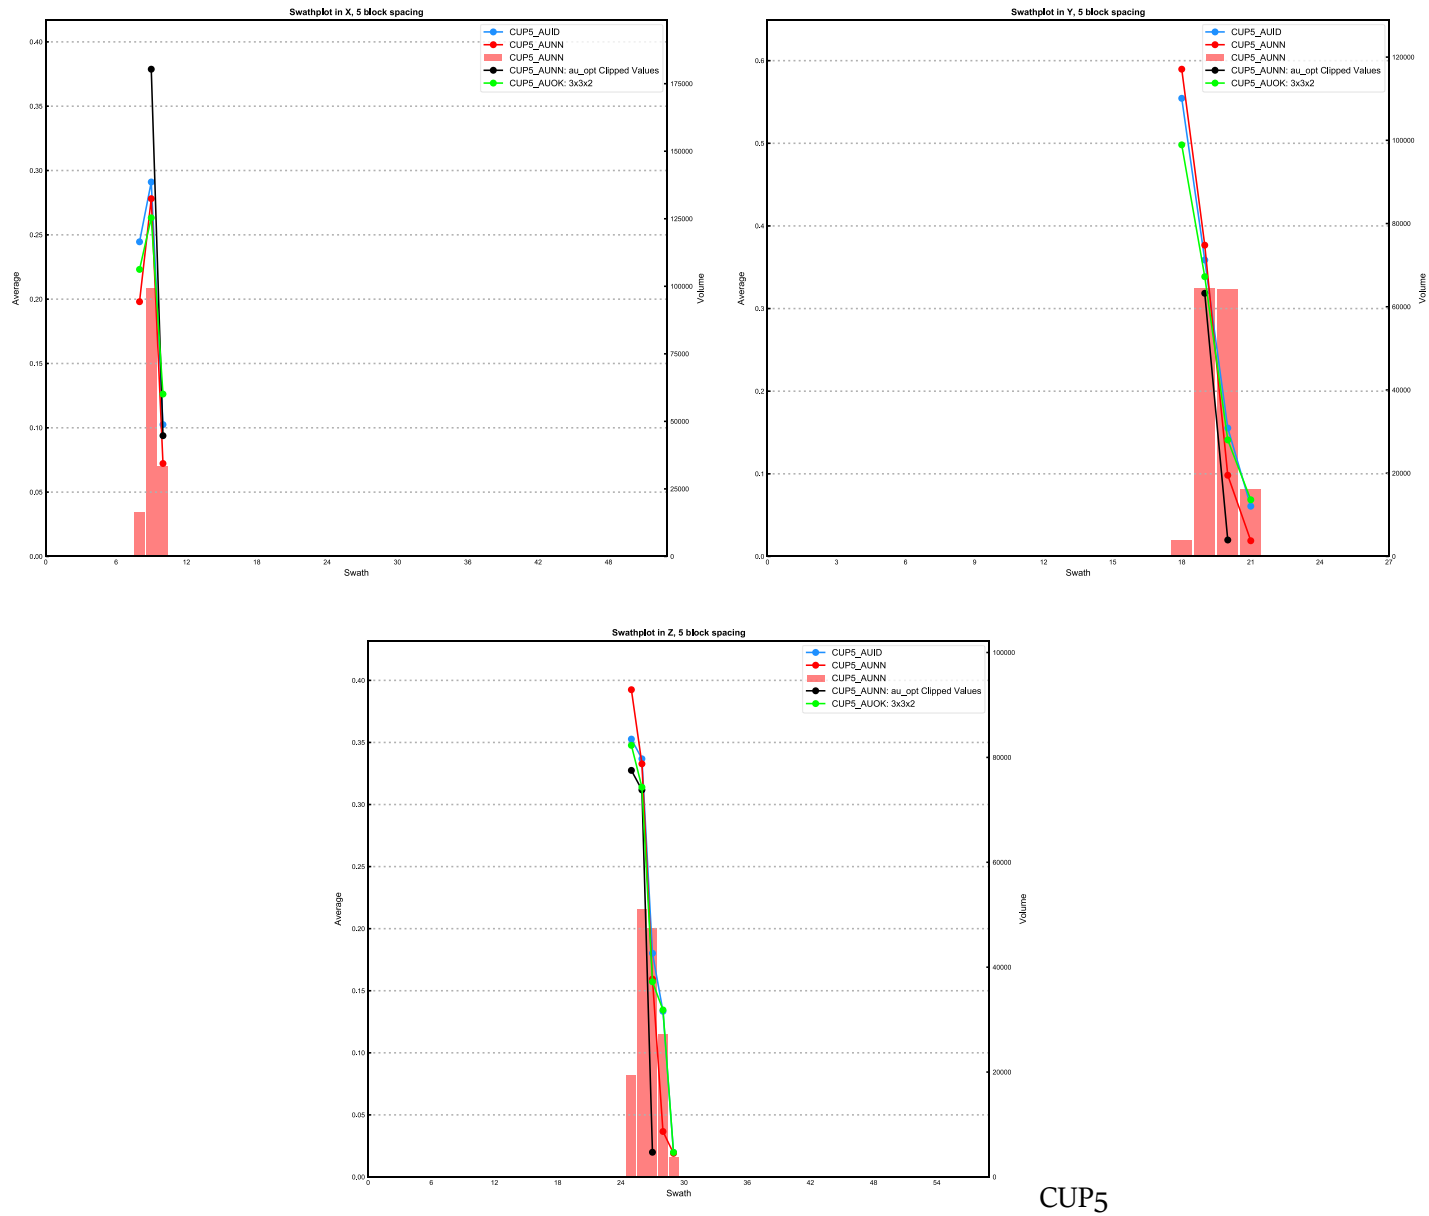 Swathplot in X, 5 block spacing
CUP5_AUID
CUP5_AUNN
CUP5_AUNN
CUP5_AUNN: au_opt Clipped Values
CUP5_AUOK: 3x3x2
0.40
0.35
0.30
0.25
0.20
0.15
0.10
0.05
0.00
Average
175000
150000
125000
100000
75000
50000
25000
0
Volume
0 6 12 18 24 30 36 42 48
Swath
Swathplot in Y, 5 block spacing
CUP5_AUID
CUP5_AUNN
CUP5_AUNN
CUP5_AUNN: au_opt Clipped Values
CUP5_AUOK: 3x3x2
0.6
0.5
0.4
0.3
0.2
0.1
0.0
Average
120000
100000
80000
60000
40000
20000
0
Volume
0 3 6 9 12 15 18 21 24 27
Swath
Swathplot in Z, 5 block spacing
CUP5_AUID
CUP5_AUNN
CUP5_AUNN
CUP5_AUNN: au_opt Clipped Values
CUP5_AUOK: 3x3x2
0.40
0.35
0.30
0.25
0.20
0.15
0.10
0.05
0.00
Average
100000
80000
60000
40000
20000
0
Volume
0 6 12 18 24 30 36 42 48 54
Swath
CUP5